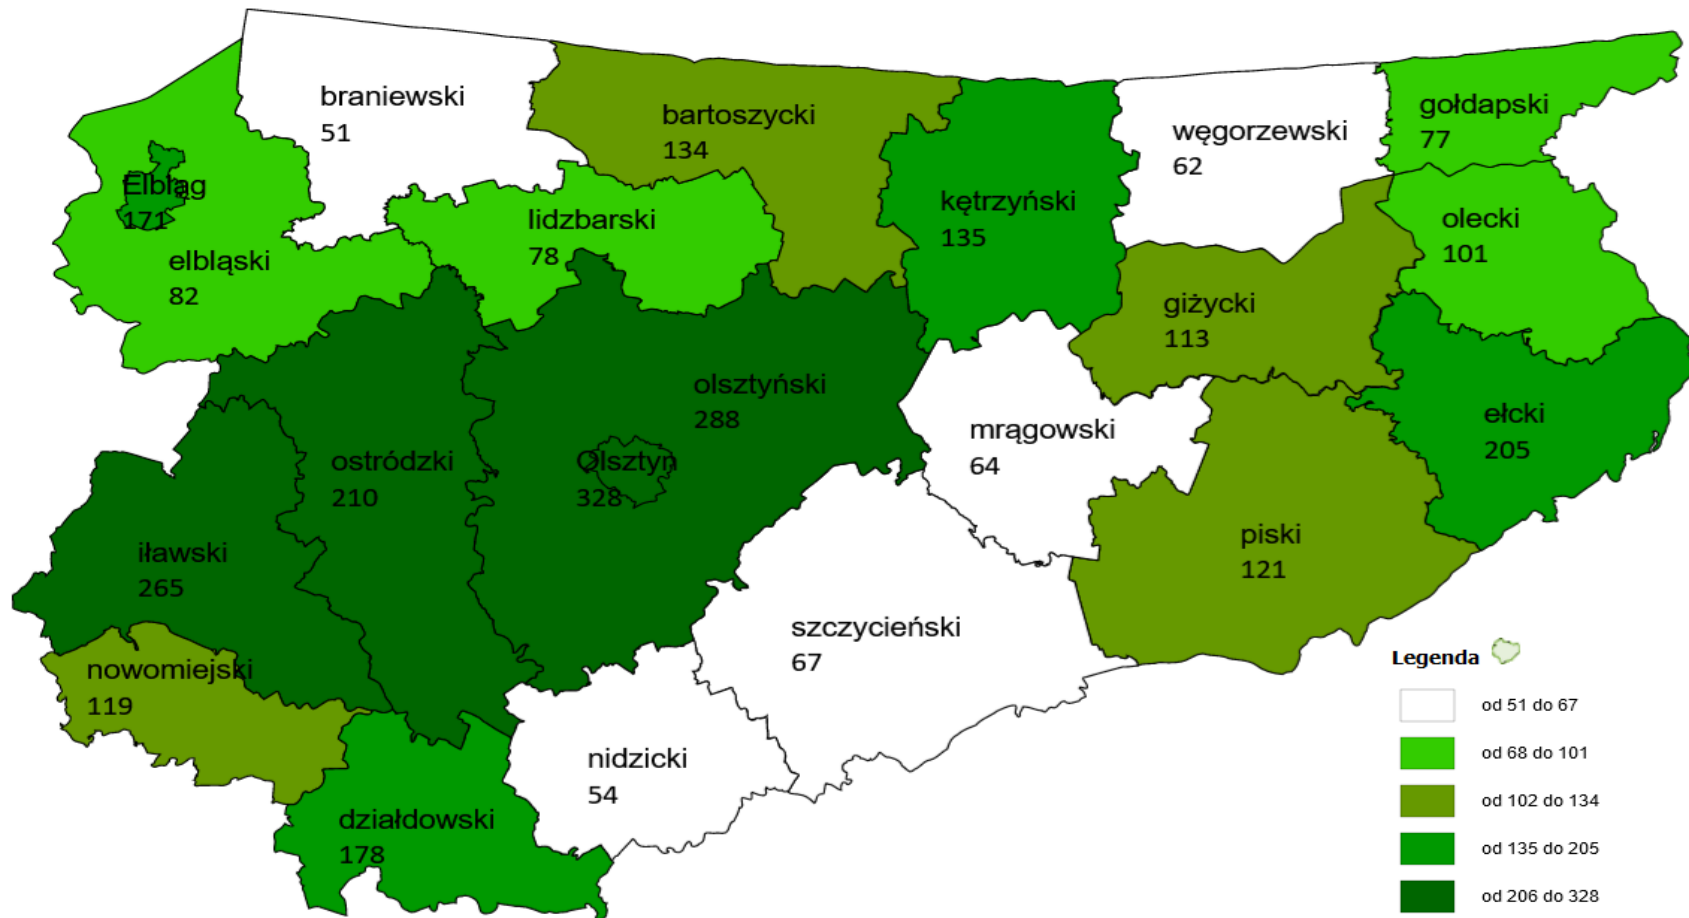 braniewski
51
bartoszycki
134
węgorzewski
62
gołdapski
77
Elbląg
171
elbląski
82
lidzbarski
78
kętrzyński
135
olecki
101
giżycki
113
olsztyński
288
Olsztyn
328
ostródzki
210
mrągowski
64
ełcki
205
iławski
265
piski
121
szczycieński
67
nowomiejski
119
nidzicki
54
działdowski
178
Legenda
od 51 do 67
od 68 do 101
od 102 do 134
od 135 do 205
od 206 do 328